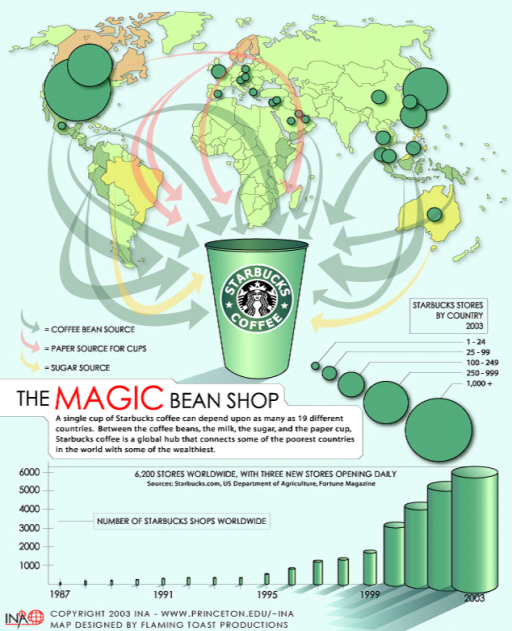 STARBUCKS
COFFEE
= COFFEE BEAN SOURCE
= PAPER SOURCE FOR CUPS
= SUGAR SOURCE
STARBUCKS STORES
BY COUNTRY
2003
1 - 24
25 - 99
100 - 249
250 - 999
1,000 +
THE MAGIC BEAN SHOP
A single cup of Starbucks coffee can depend upon as many as 19 different
countries. Between the coffee beans, the milk, the sugar, and the paper cup,
Starbucks coffee is a global hub that connects some of the poorest countries
in the world with some of the wealthiest.
6,200 STORES WORLDWIDE, WITH THREE NEW STORES OPENING DAILY
Sources: Starbucks.com, US Department of Agriculture, Fortune Magazine
NUMBER OF STARBUCKS SHOPS WORLDWIDE
6000
5000
4000
3000
2000
1000
1987 1991 1995 1999 2003
INA
COPYRIGHT 2003 INA - WWW.PRINCETON.EDU/~INA
MAP DESIGNED BY FLAMING TOAST PRODUCTIONS